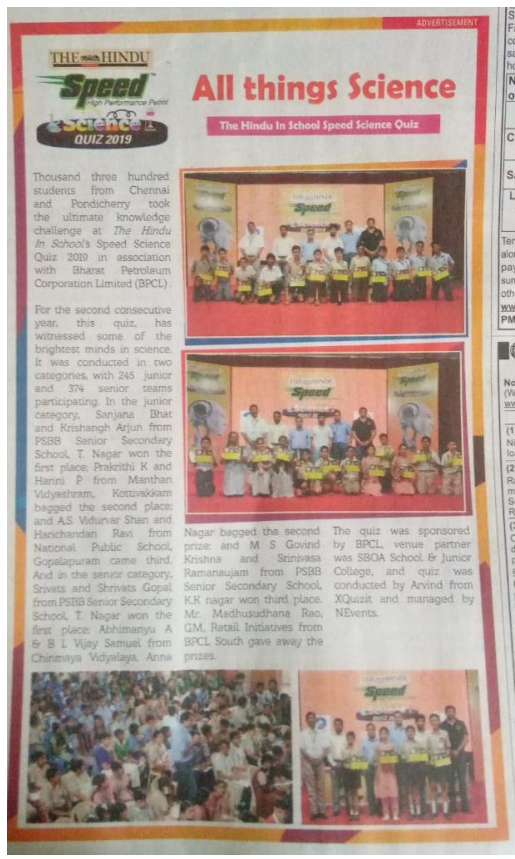 ADVERTISEMENT
THE HINDU
Speed™
High Performance Petrol
Science
QUIZ 2019
All things Science
The Hindu In School Speed Science Quiz
Thousand three hundred
students from Chennai
and Pondicherry took
the ultimate knowledge
challenge at The Hindu
In School's Speed Science
Quiz 2019 in association
with Bharat Petroleum
Corporation Limited (BPCL).
For the second consecutive
year, this quiz, has
witnessed some of the
brightest minds in science.
It was conducted in two
categories, with 245 junior
and 374 senior teams
participating. In the junior
category, Sanjana Bhat
and Krishangh Arjun from
PSBB Senior Secondary
School, T. Nagar won the
first place; Prakrithi K and
Harini P from Manthan
Vidyashram, Kottivakkam
bagged the second place;
and A.S. Vidurvar Shan and
Harichandan Ravi from
National Public School,
Gopalapuram came third.
And in the senior category,
Srivats and Shrivats Gopal
from PSBB Senior Secondary
School, T. Nagar won the
first place; Abhimanyu A
& B L Vijay Samuel from
Chinmaya Vidyalaya, Anna
Nagar bagged the second
prize; and M S Govind
Krishna and Srinivasa
Ramanaujam from PSBB
Senior Secondary School,
K.K nagar won third place.
Mr. Madhusudhana Rao,
GM, Retail Initiatives from
BPCL South gave away the
prizes.
The quiz was sponsored
by BPCL, venue partner
was SBOA School & Junior
College, and quiz was
conducted by Arvind from
XQuizit and managed by
NEvents.
THE HINDU
Speed
THE HINDU
Speed
THE HINDU
Speed